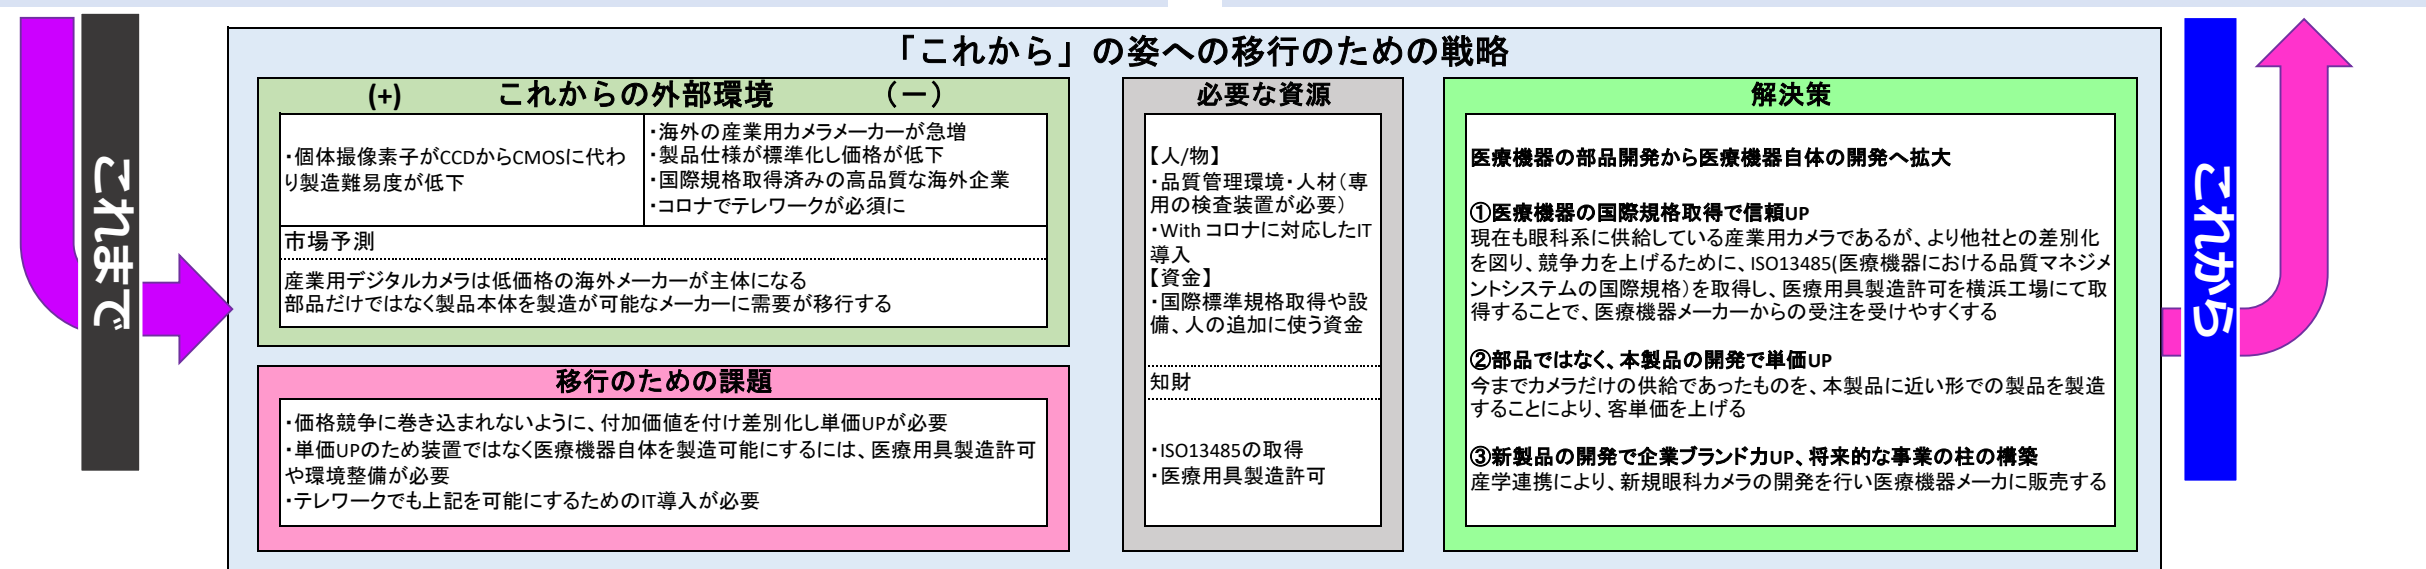 これまで
「これから」の姿への移行のための戦略
(+) これからの外部環境 （ー）
・個体撮像素子がCCDからCMOSに代わ
り製造難易度が低下
・海外の産業用カメラメーカーが急増
・製品仕様が標準化し価格が低下
・国際規格取得済みの高品質な海外企業
・コロナでテレワークが必須に
市場予測
産業用デジタルカメラは低価格の海外メーカーが主体になる
部品だけではなく製品本体を製造が可能なメーカーに需要が移行する
移行のための課題
・価格競争に巻き込まれないように、付加価値を付け差別化し単価UPが必要
・単価UPのため装置ではなく医療機器自体を製造可能にするには、医療用具製造許可
や環境整備が必要
・テレワークでも上記を可能にするためのIT導入が必要
必要な資源
【人/物】
・品質管理環境・人材（専
用の検査装置が必要）
・With コロナに対応したIT
導入
【資金】
・国際標準規格取得や設
備、人の追加に使う資金
知財
・ISO13485の取得
・医療用具製造許可
解決策
医療機器の部品開発から医療機器自体の開発へ拡大
①医療機器の国際規格取得で信頼UP
現在も眼科系に供給している産業用カメラであるが、より他社との差別化
を図り、競争力を上げるために、ISO13485(医療機器における品質マネジメ
ントシステムの国際規格）を取得し、医療用具製造許可を横浜工場にて取
得することで、医療機器メーカーからの受注を受けやすくする
②部品ではなく、本製品の開発で単価UP
今までカメラだけの供給であったものを、本製品に近い形での製品を製造
することにより、客単価を上げる
③新製品の開発で企業ブランド力UP、将来的な事業の柱の構築
産学連携により、新規眼科カメラの開発を行い医療機器メーカに販売する
これから